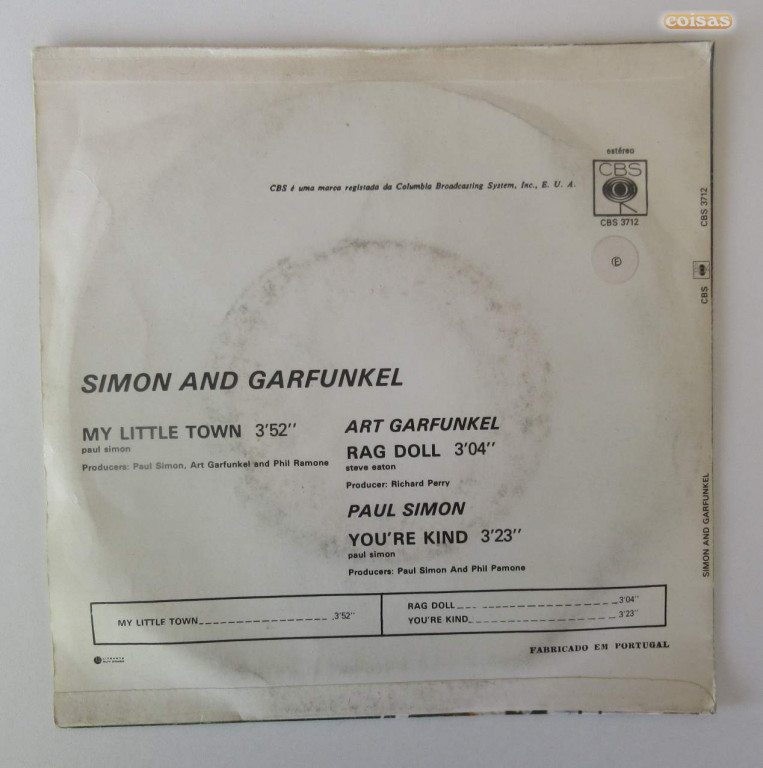 coisas
estéreo
CBS
CBS é uma marca registada da Columbia Broadcasting System, Inc., E. U. A.
CBS 3712
CBS 3712
E
CBS
SIMON AND GARFUNKEL
MY LITTLE TOWN 3'52''
paul simon
Producers: Paul Simon, Art Garfunkel and Phil Ramone
ART GARFUNKEL
RAG DOLL 3'04''
steve eaton
Producer: Richard Perry
PAUL SIMON
YOU'RE KIND 3'23''
paul simon
Producers: Paul Simon And Phil Pamone
SIMON AND GARFUNKEL
MY LITTLE TOWN 3'52''
RAG DOLL 3'04''
YOU'RE KIND 3'23''
FABRICADO EM PORTUGAL